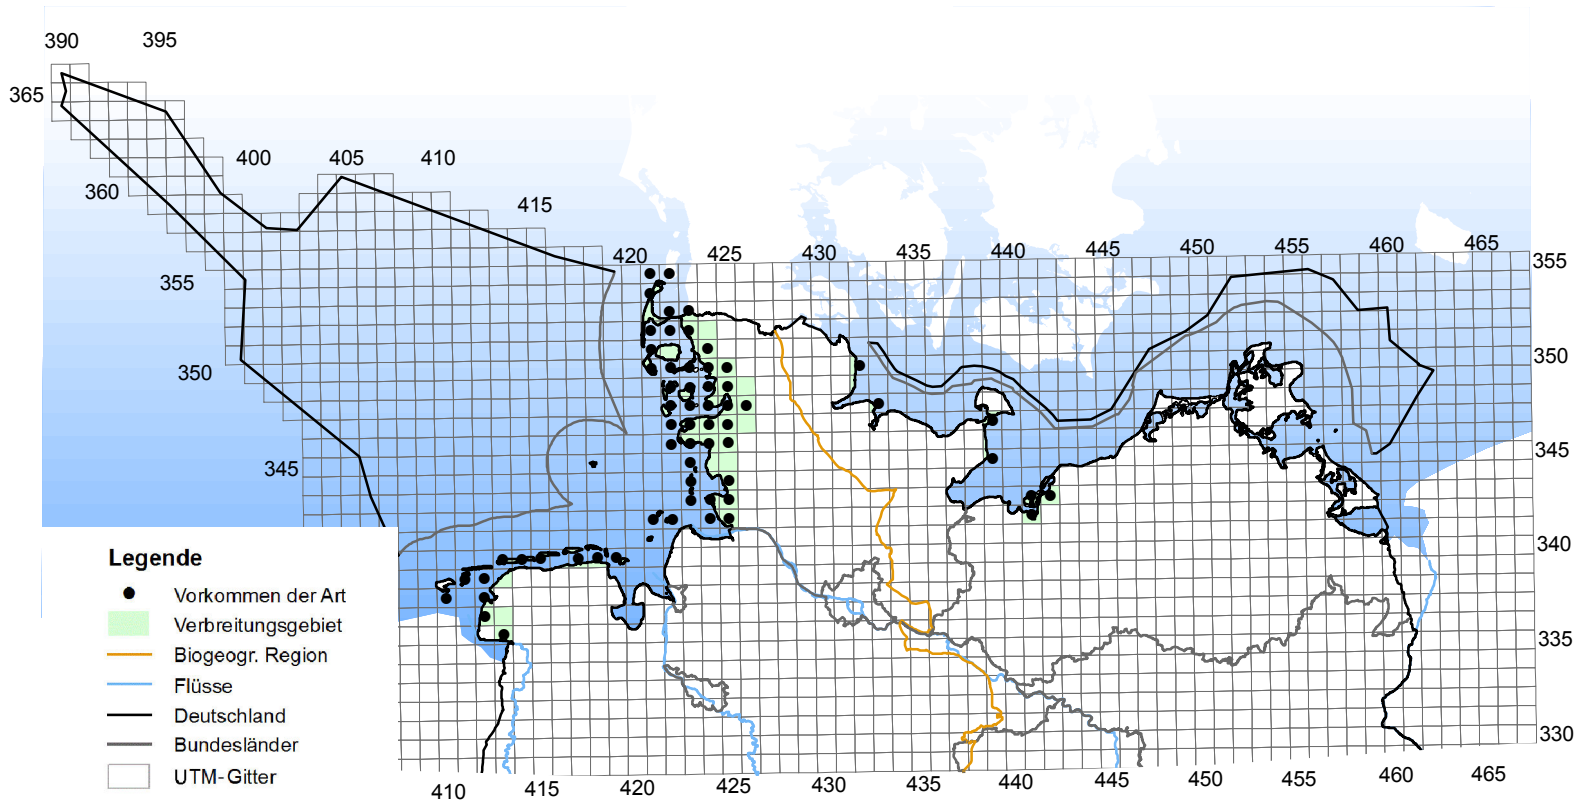 390 395
365
400 405 410
360
415
420 425 430 435 440 445 450 455 460 465
355
355
350
350
345
345
340
335
330
Legende
Vorkommen der Art
Verbreitungsgebiet
Biogeogr. Region
Flüsse
Deutschland
Bundesländer
UTM-Gitter
410 415 420 425 430 435 440 445 450 455 460 465